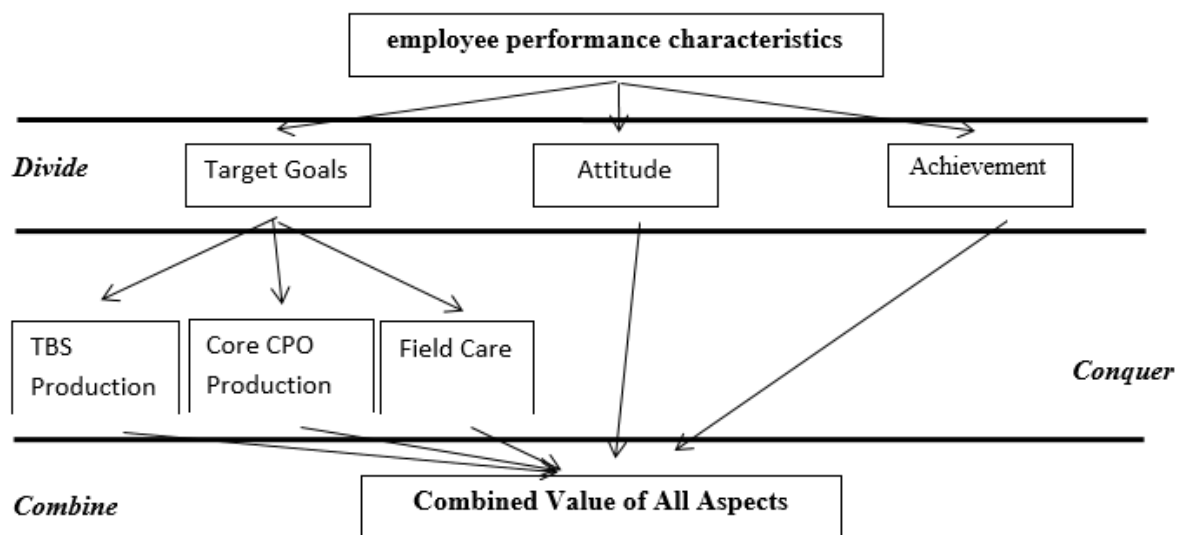 employee performance characteristics
Divide
Target Goals
Attitude
Achievement
TBS
Production
Core CPO
Production
Field Care
Conquer
Combine
Combined Value of All Aspects